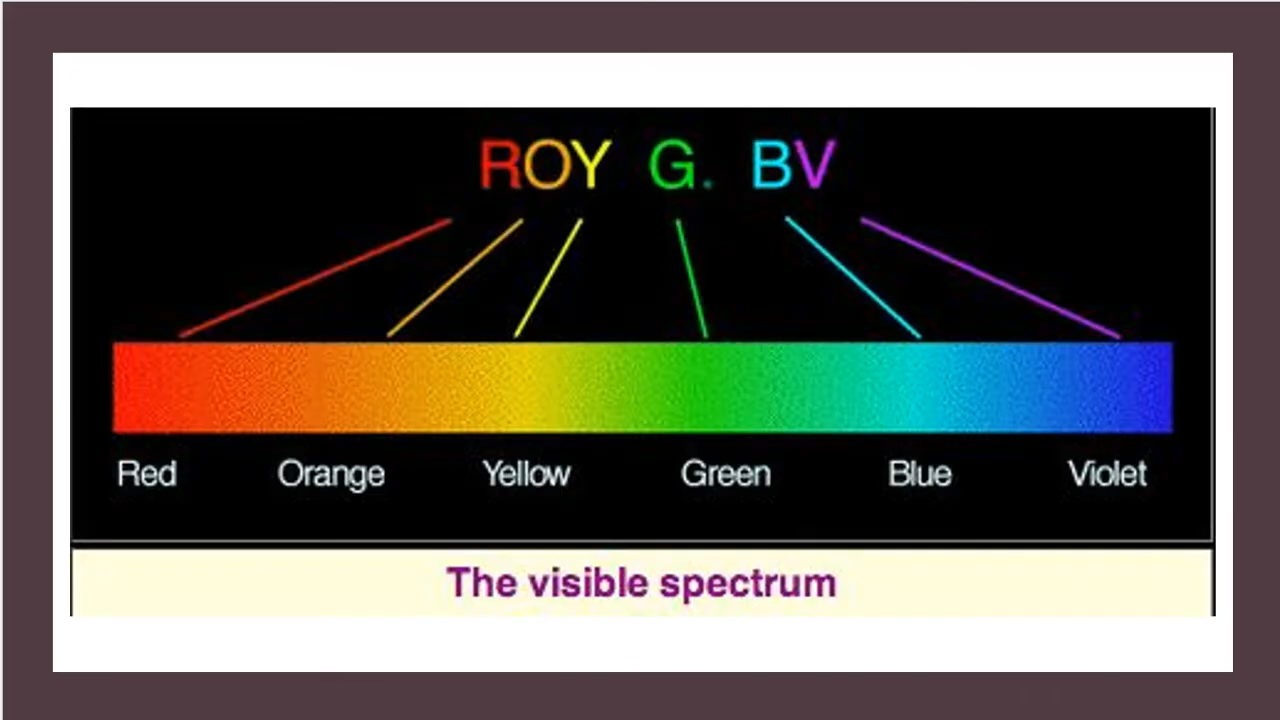 ROY G. BV
Red Orange Yellow Green Blue Violet
The visible spectrum